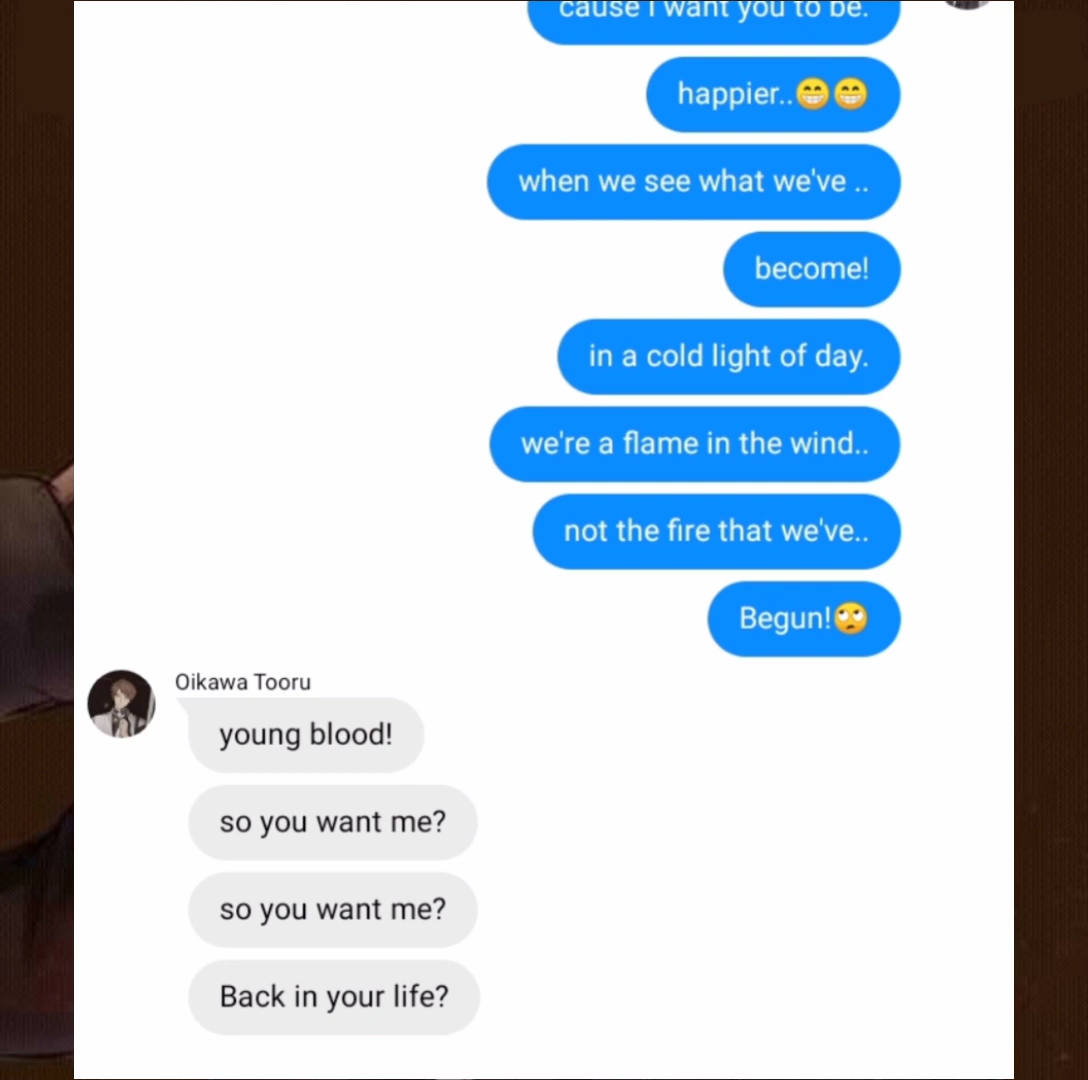 cause I want you to be.
happier..😁😁
when we see what we've ..
become!
in a cold light of day.
we're a flame in the wind..
not the fire that we've..
Begun!🙄
Oikawa Tooru
young blood!
so you want me?
so you want me?
Back in your life?